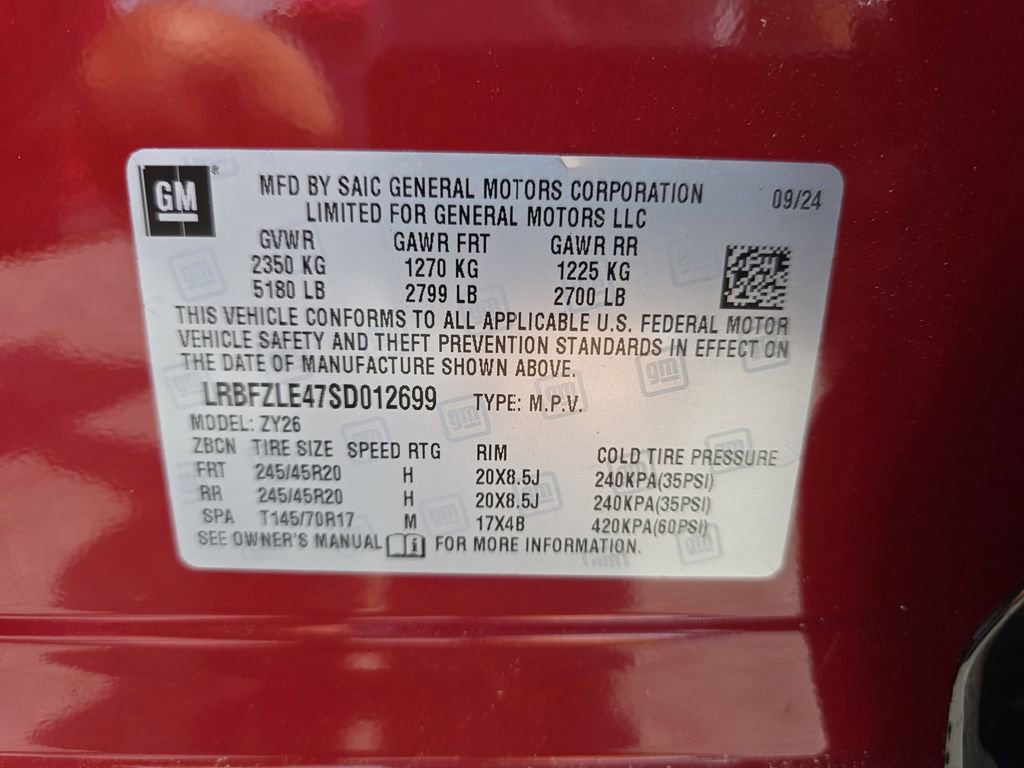 GM ®
MFD BY SAIC GENERAL MOTORS CORPORATION 09/24
LIMITED FOR GENERAL MOTORS LLC
GVWR GAWR FRT GAWR RR
2350 KG 1270 KG 1225 KG
5180 LB 2799 LB 2700 LB
THIS VEHICLE CONFORMS TO ALL APPLICABLE U.S. FEDERAL MOTOR
VEHICLE SAFETY AND THEFT PREVENTION STANDARDS IN EFFECT ON
THE DATE OF MANUFACTURE SHOWN ABOVE.
LRBFZLE47SD012699 TYPE: M.P.V.
MODEL: ZY26
ZBCN TIRE SIZE SPEED RTG RIM COLD TIRE PRESSURE
FRT 245/45R20 H 20X8.5J 240KPA(35PSI)
RR 245/45R20 H 20X8.5J 240KPA(35PSI)
SPA T145/70R17 M 17X4B 420KPA(60PSI)
SEE OWNER'S MANUAL i FOR MORE INFORMATION.